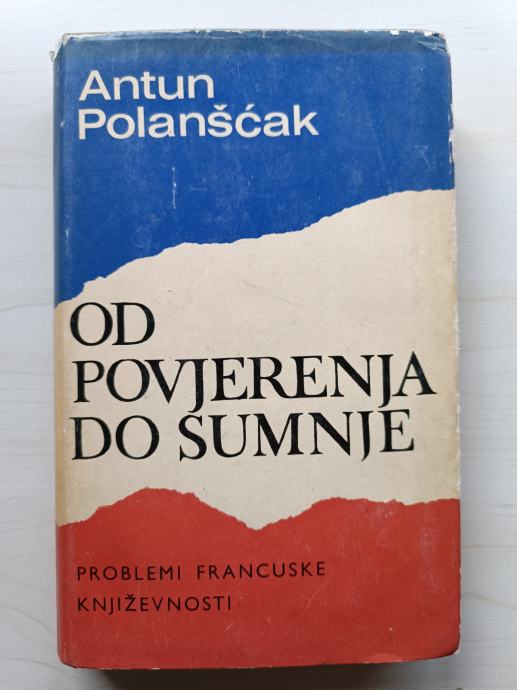 Antun
Polanšćak
OD
POVJERENJA
DO SUMNJE
PROBLEMI FRANCUSKE
KNJIŽEVNOSTI